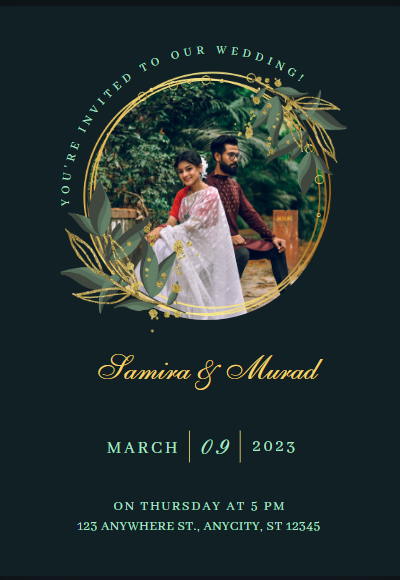 YOU'RE INVITED TO OUR WEDDING!
Samira & Murad
MARCH 09 2023
ON THURSDAY AT 5 PM
123 ANYWHERE ST., ANYCITY, ST 12345